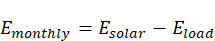 E_monthly = E_solar − E_load